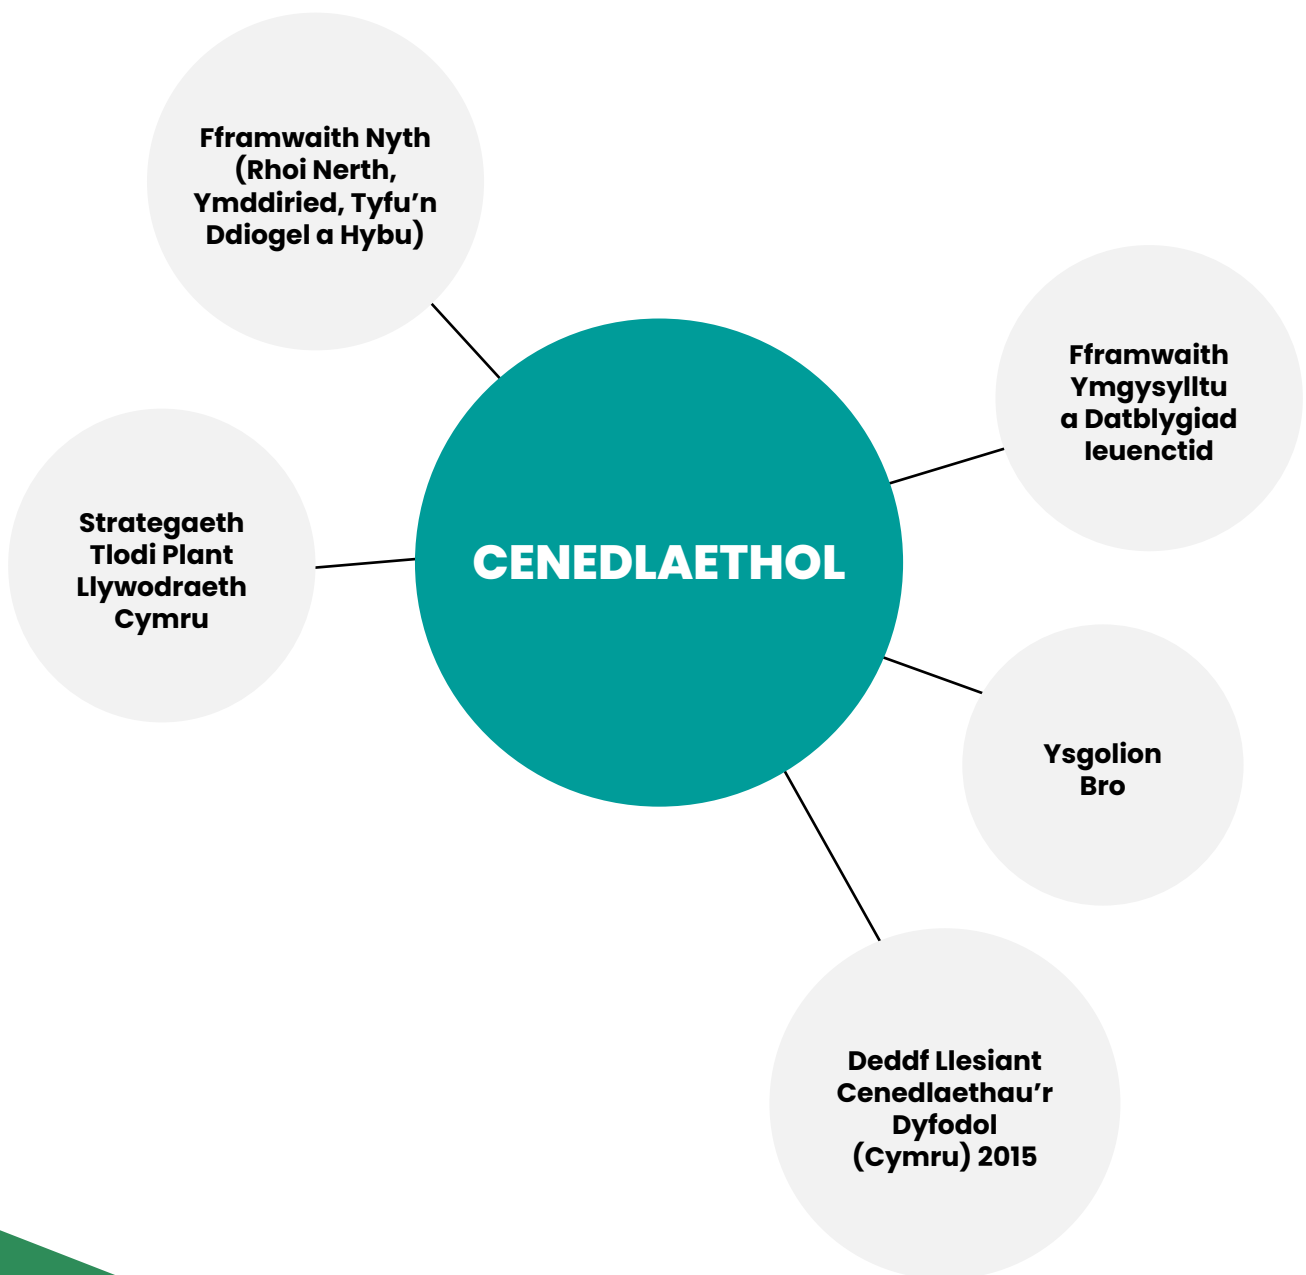 Fframwaith Nyth
(Rhoi Nerth,
Ymddiried, Tyfu’n
Ddiogel a Hybu)
Fframwaith
Ymgysylltu
a Datblygiad
Ieuenctid
Strategaeth
Tlodi Plant
Llywodraeth
Cymru
CENEDLAETHOL
Ysgolion
Bro
Deddf Llesiant
Cenedlaethau’r
Dyfodol
(Cymru) 2015